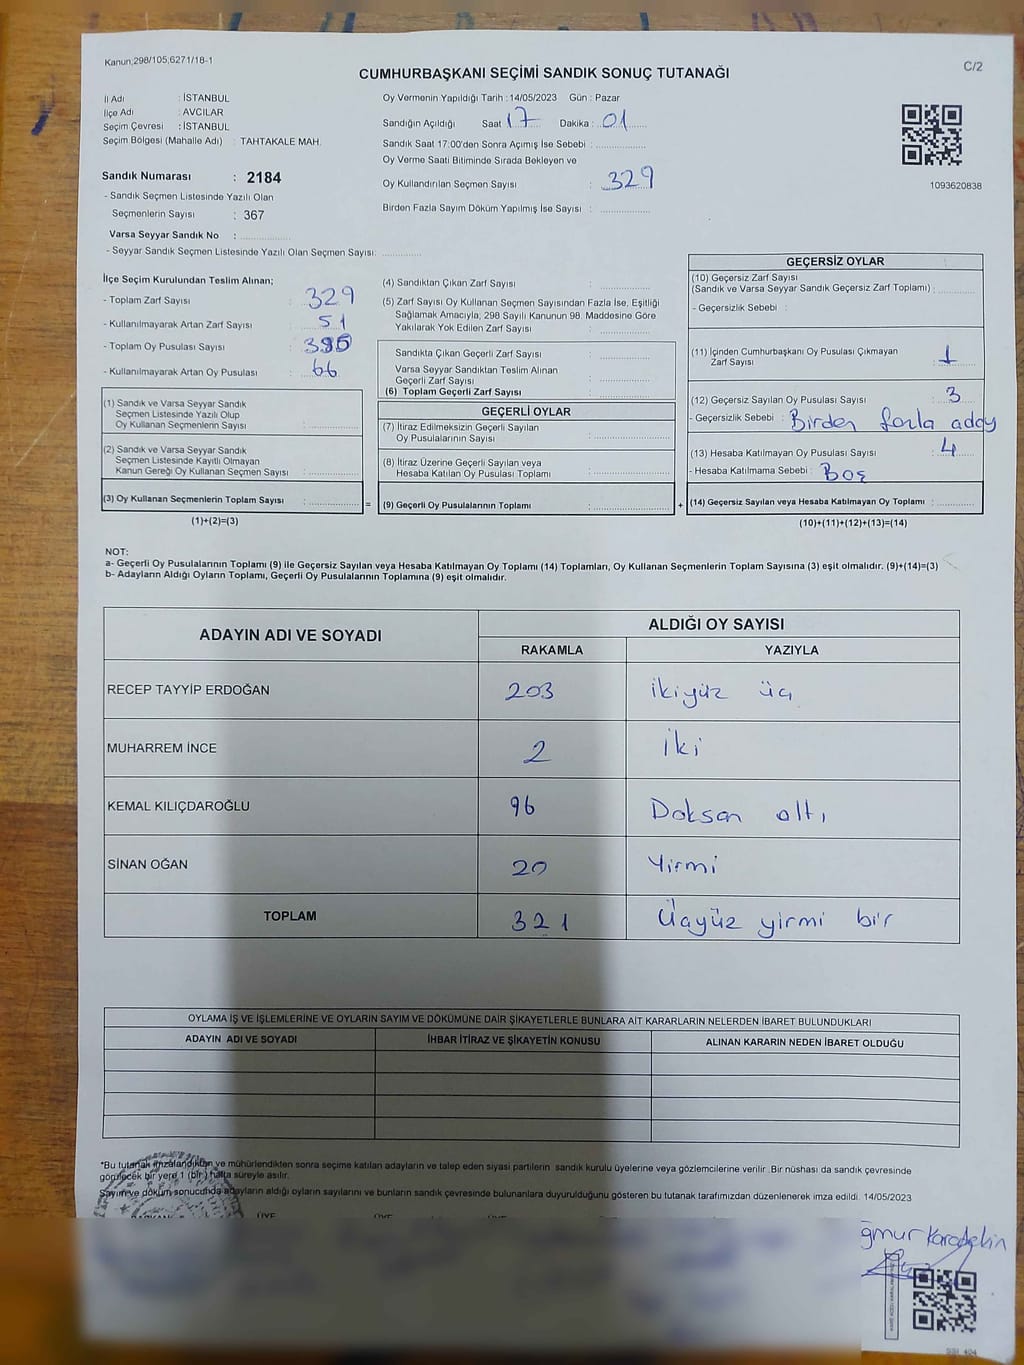 Kanun,298/105,6271/18-1
C/2
CUMHURBAŞKANI SEÇİMİ SANDIK SONUÇ TUTANAĞI
İl Adı : İSTANBUL
İlçe Adı : AVCILAR
Seçim Çevresi : İSTANBUL
Seçim Bölgesi (Mahalle Adı) : TAHTAKALE MAH.
Sandık Numarası : 2184
- Sandık Seçmen Listesinde Yazılı Olan
Seçmenlerin Sayısı : 367
Varsa Seyyar Sandık No :
- Seyyar Sandık Seçmen Listesinde Yazılı Olan Seçmen Sayısı:
Oy Vermenin Yapıldığı Tarih : 14/05/2023 Gün : Pazar
Sandığın Açıldığı Saat 17 Dakika : 01
Sandık Saat 17:00'den Sonra Açımış İse Sebebi :
Oy Verme Saati Bitiminde Sırada Bekleyen ve
Oy Kullandırılan Seçmen Sayısı : 329
Birden Fazla Sayım Döküm Yapılmış İse Sayısı :
1093620838
İlçe Seçim Kurulundan Teslim Alınan;
- Toplam Zarf Sayısı : 329
- Kullanılmayarak Artan Zarf Sayısı : 51
- Toplam Oy Pusulası Sayısı : 395
- Kullanılmayarak Artan Oy Pusulası : 66
(1) Sandık ve Varsa Seyyar Sandık
Seçmen Listesinde Yazılı Olup
Oy Kullanan Seçmenlerin Sayısı :
(2) Sandık ve Varsa Seyyar Sandık
Seçmen Listesinde Kayıtlı Olmayan
Kanun Gereği Oy Kullanan Seçmen Sayısı :
(3) Oy Kullanan Seçmenlerin Toplam Sayısı :
(1)+(2)=(3)
=
(4) Sandıktan Çıkan Zarf Sayısı :
(5) Zarf Sayısı Oy Kullanan Seçmen Sayısından Fazla İse, Eşitliği
Sağlamak Amacıyla, 298 Sayılı Kanunun 98. Maddesine Göre
Yakılarak Yok Edilen Zarf Sayısı :
Sandıkta Çıkan Geçerli Zarf Sayısı :
Varsa Seyyar Sandıktan Teslim Alınan
Geçerli Zarf Sayısı :
(6) Toplam Geçerli Zarf Sayısı :
GEÇERLİ OYLAR
(7) İtiraz Edilmeksizin Geçerli Sayılan
Oy Pusulalarının Sayısı :
(8) İtiraz Üzerine Geçerli Sayılan veya
Hesaba Katılan Oy Pusulası Toplamı :
(9) Geçerli Oy Pusulalarının Toplamı :
+
GEÇERSİZ OYLAR
(10) Geçersiz Zarf Sayısı
(Sandık ve Varsa Seyyar Sandık Geçersiz Zarf Toplamı) :
- Geçersizlik Sebebi :
(11) İçinden Cumhurbaşkanı Oy Pusulası Çıkmayan
Zarf Sayısı : 1
(12) Geçersiz Sayılan Oy Pusulası Sayısı : 3
- Geçersizlik Sebebi : Birden fazla aday
(13) Hesaba Katılmayan Oy Pusulası Sayısı : 4
- Hesaba Katılmama Sebebi : Boş
(14) Geçersiz Sayılan veya Hesaba Katılmayan Oy Toplamı :
(10)+(11)+(12)+(13)=(14)
NOT:
a- Geçerli Oy Pusulalarının Toplamı (9) ile Geçersiz Sayılan veya Hesaba Katılmayan Oy Toplamı (14) Toplamları, Oy Kullanan Seçmenlerin Toplam Sayısına (3) eşit olmalıdır. (9)+(14)=(3)
b- Adayların Aldığı Oyların Toplamı, Geçerli Oy Pusulalarının Toplamına (9) eşit olmalıdır.
ADAYIN ADI VE SOYADI
ALDIĞI OY SAYISI
RAKAMLA YAZIYLA
RECEP TAYYİP ERDOĞAN 203 ikiyüz üç
MUHARREM İNCE 2 iki
KEMAL KILIÇDAROĞLU 96 Doksan altı
SİNAN OĞAN 20 Yirmi
TOPLAM 321 Üçyüz yirmi bir
OYLAMA İŞ VE İŞLEMLERİNE VE OYLARIN SAYIM VE DÖKÜMÜNE DAİR ŞİKAYETLERLE BUNLARA AİT KARARLARIN NELERDEN İBARET BULUNDUKLARI
ADAYIN ADI VE SOYADI İHBAR İTİRAZ VE ŞİKAYETİN KONUSU ALINAN KARARIN NEDEN İBARET OLDUĞU
*Bu tutanak imzalandıktan ve mühürlendikten sonra seçime katılan adayların ve talep eden siyasi partilerin sandık kurulu üyelerine veya gözlemcilerine verilir. Bir nüshası da sandık çevresinde
görülecek bir yere 1 (bir) hafta süreyle asılır.
Sayım ve döküm sonucunda adayların aldığı oyların sayılarını ve bunların sandık çevresinde bulunanlara duyurulduğunu gösteren bu tutanak tarafımızdan düzenlenerek imza edildi. 14/05/2023
ÜYE ÜYE ÜYE
ğmur Karadekin